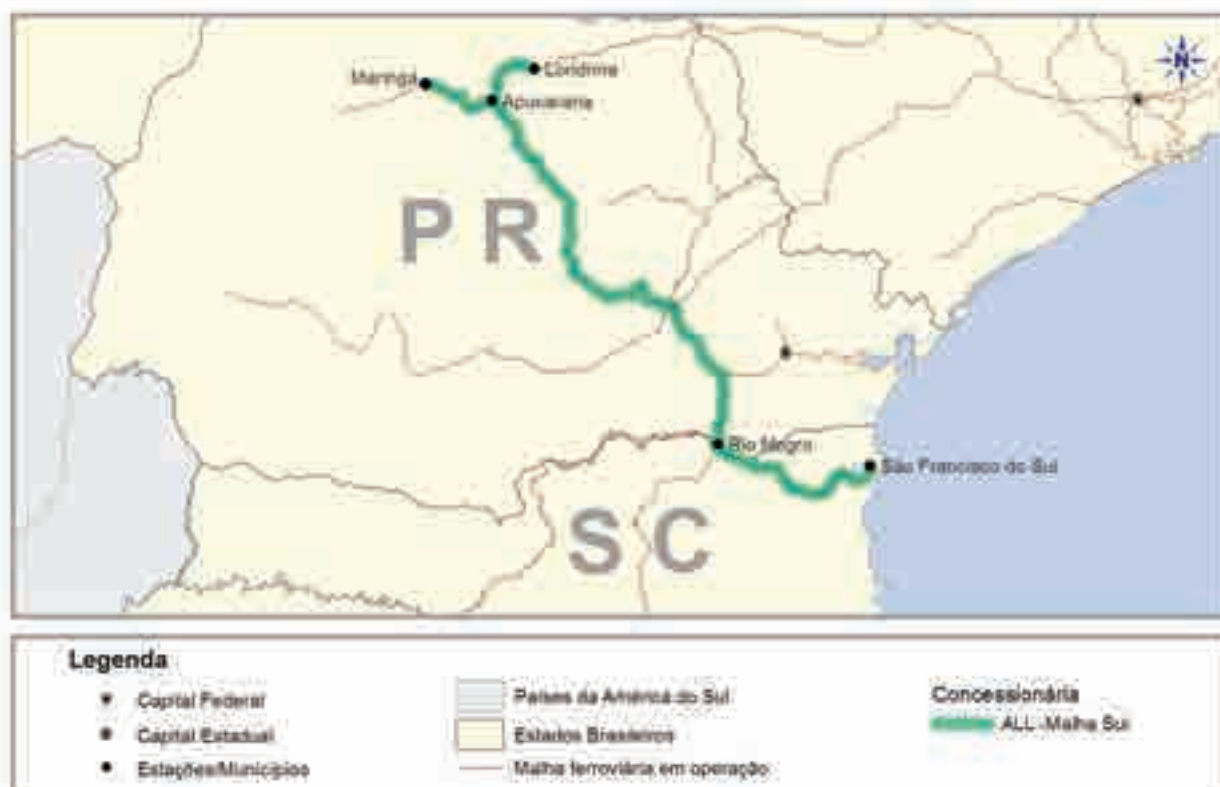 N
Maringá
Londrina
Apucarana
P R
Rio Negro
São Francisco do Sul
S C
Legenda
Capital Federal
Capital Estadual
Estações/Municípios
Países da América do Sul
Estados Brasileiros
Malha ferroviária em operação
Concessionária
ALL -Malha Sul